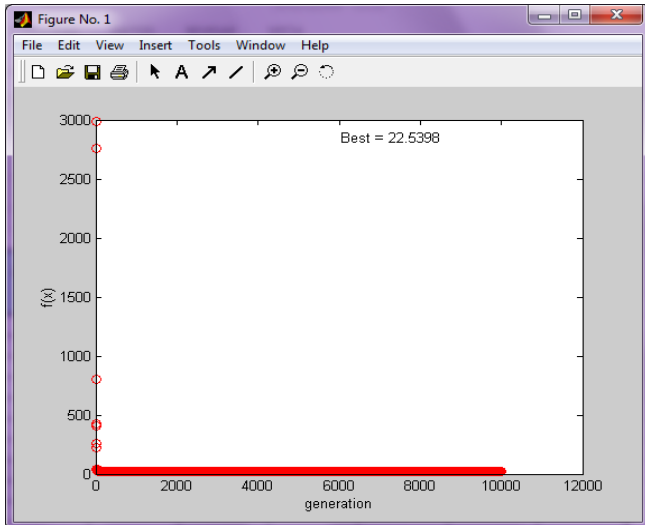 Figure No. 1
File Edit View Insert Tools Window Help
A
3000
Best = 22.5398
2500
2000
f(x)
1500
1000
500
0
0 2000 4000 6000 8000 10000 12000
generation